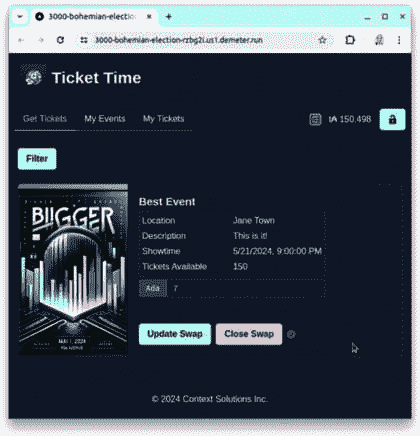 3000-bohemian-election-
3000-bohemian-election-rzbg2i.us1.demeter.run
Ticket Time
Get Tickets
My Events
My Tickets
150,498
Filter
BIIGGER
MAY 1, 2024
Best Event
Location Jane Town
Description This is it!
Showtime 5/21/2024, 9:00:00 PM
Tickets Available 150
Ada 7
Update Swap
Close Swap
© 2024 Context Solutions Inc.